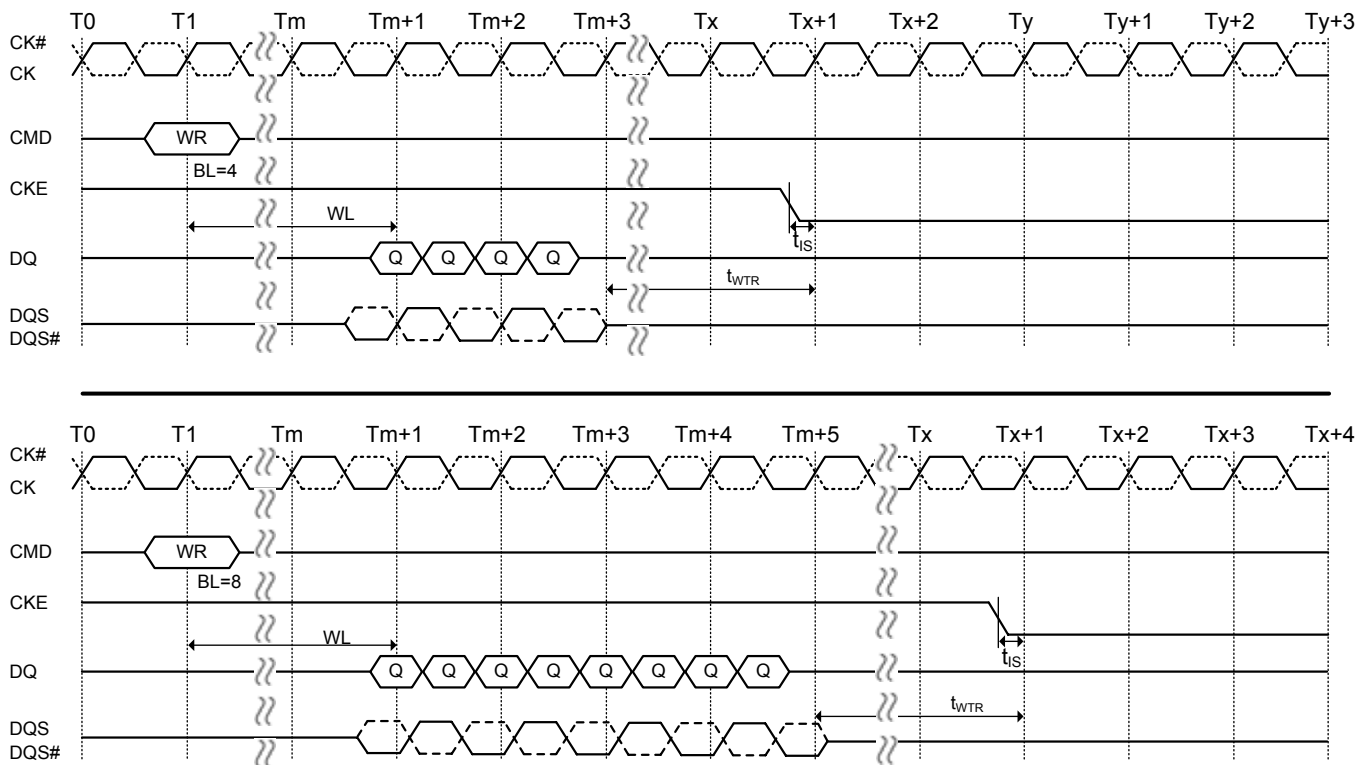 T0 T1 Tm Tm+1 Tm+2 Tm+3 Tx Tx+1 Tx+2 Ty Ty+1 Ty+2 Ty+3
CK#
CK
CMD WR
BL=4
CKE
WL
tIS
DQ Q Q Q Q
tWTR
DQS
DQS#
T0 T1 Tm Tm+1 Tm+2 Tm+3 Tm+4 Tm+5 Tx Tx+1 Tx+2 Tx+3 Tx+4
CK#
CK
CMD WR
BL=8
CKE
WL
tIS
DQ Q Q Q Q Q Q Q Q
tWTR
DQS
DQS#